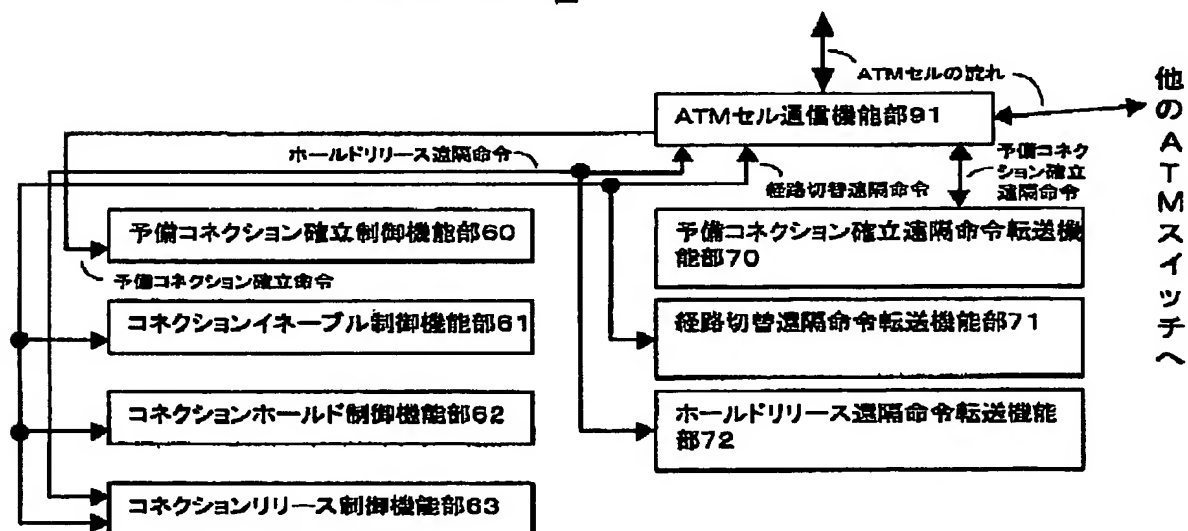 ATMセルの流れ
ATMセル通信機能部91
他のATMスイッチへ
ホールドリリース遠隔命令
経路切替遠隔命令
予備コネク
ション確立
遠隔命令
予備コネクション確立制御機能部60
予備コネクション確立命令
予備コネクション確立遠隔命令転送機
能部70
コネクションイネーブル制御機能部61
経路切替遠隔命令転送機能部71
コネクションホールド制御機能部62
ホールドリリース遠隔命令転送機能
部72
コネクションリリース制御機能部63